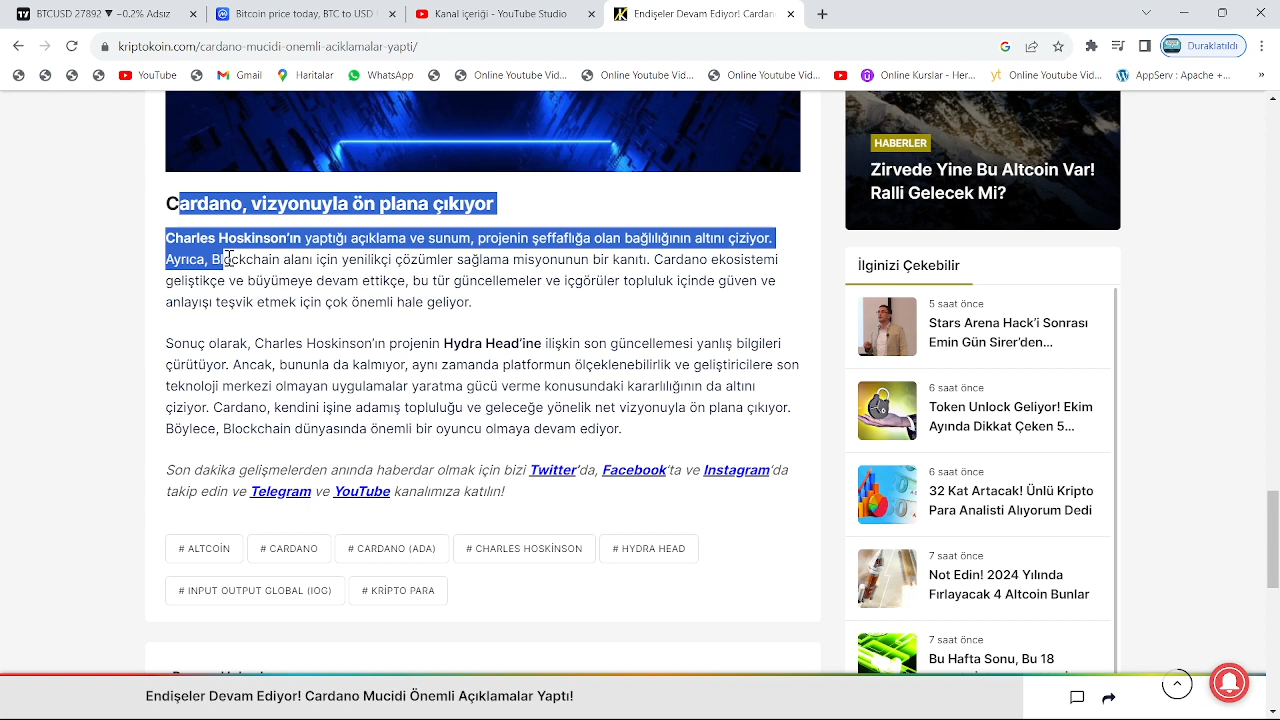 BTCUSD 27892 ▼ −0.2% Adsız
Bitcoin price today, BTC to USD
Kanal içeriği - YouTube Studio
Endişeler Devam Ediyor! Cardan
kriptokoin.com/cardano-mucidi-onemli-aciklamalar-yapti/
Duraklatıldı
YouTube
Gmail
Haritalar
WhatsApp
Online Youtube Vid...
Online Youtube Vid...
Online Youtube Vid...
Online Kurslar - Her...
Online Youtube Vid...
AppServ : Apache +...
»
Cardano, vizyonuyla ön plana çıkıyor
Charles Hoskinson’ın yaptığı açıklama ve sunum, projenin şeffaflığa olan bağlılığının altını çiziyor.
Ayrıca, Blockchain alanı için yenilikçi çözümler sağlama misyonunun bir kanıtı. Cardano ekosistemi
geliştikçe ve büyümeye devam ettikçe, bu tür güncellemeler ve içgörüler topluluk içinde güven ve
anlayışı teşvik etmek için çok önemli hale geliyor.
Sonuç olarak, Charles Hoskinson’ın projenin Hydra Head’ine ilişkin son güncellemesi yanlış bilgileri
çürütüyor. Ancak, bununla da kalmıyor, aynı zamanda platformun ölçeklenebilirlik ve geliştiricilere son
teknoloji merkezi olmayan uygulamalar yaratma gücü verme konusundaki kararlılığının da altını
çiziyor. Cardano, kendini işine adamış topluluğu ve geleceğe yönelik net vizyonuyla ön plana çıkıyor.
Böylece, Blockchain dünyasında önemli bir oyuncu olmaya devam ediyor.
Son dakika gelişmelerden anında haberdar olmak için bizi Twitter’da, Facebook’ta ve Instagram’da
takip edin ve Telegram ve YouTube kanalımıza katılın!
# ALTCOİN
# CARDANO
# CARDANO (ADA)
# CHARLES HOSKİNSON
# HYDRA HEAD
# INPUT OUTPUT GLOBAL (IOG)
# KRİPTO PARA
HABERLER
Zirvede Yine Bu Altcoin Var!
Ralli Gelecek Mi?
İlginizi Çekebilir
5 saat önce
Stars Arena Hack’i Sonrası
Emin Gün Sirer’den...
6 saat önce
Token Unlock Geliyor! Ekim
Ayında Dikkat Çeken 5...
6 saat önce
32 Kat Artacak! Ünlü Kripto
Para Analisti Alıyorum Dedi
7 saat önce
Not Edin! 2024 Yılında
Fırlayacak 4 Altcoin Bunlar
7 saat önce
Bu Hafta Sonu, Bu 18
Endişeler Devam Ediyor! Cardano Mucidi Önemli Açıklamalar Yaptı!